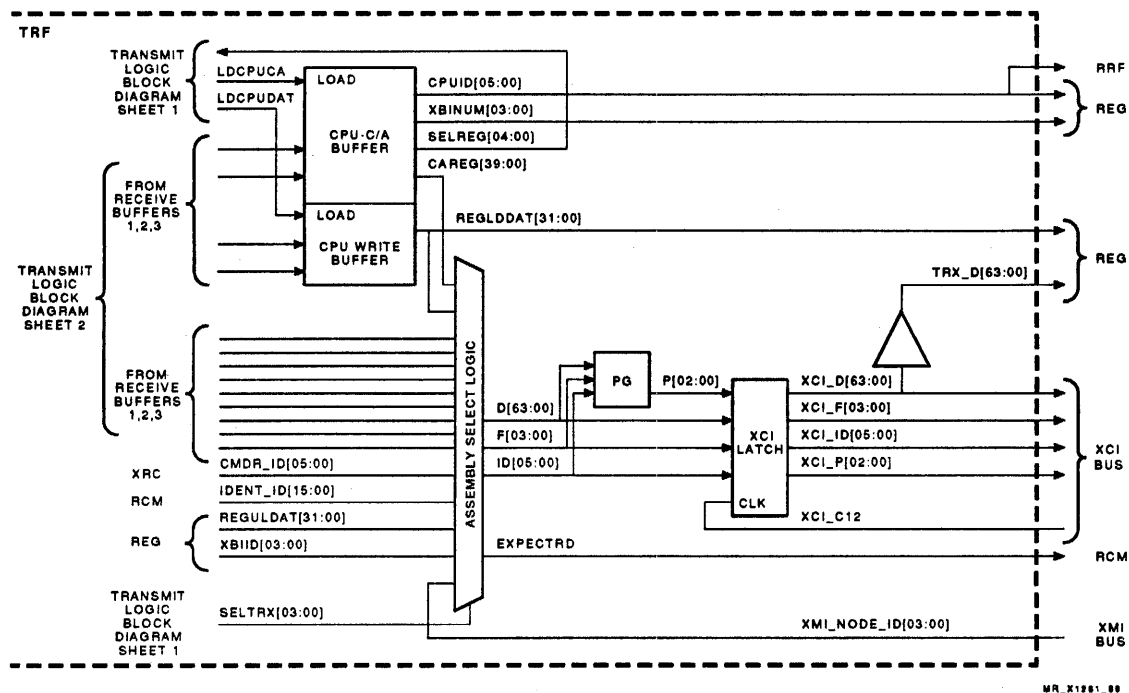 TRF
TRANSMIT
LOGIC
BLOCK
DIAGRAM
SHEET 1
LDCPUCA
LDCPUDAT
LOAD
CPU-C/A
BUFFER
LOAD
CPU WRITE
BUFFER
CPUID[05:00]
XBINUM[03:00]
SELREG[04:00]
CAREG[39:00]
REGLDDAT[31:00]
RRF
REG
REG
TRX_D[63:00]
FROM
RECEIVE
BUFFERS
1,2,3
TRANSMIT
LOGIC
BLOCK
DIAGRAM
SHEET 2
FROM
RECEIVE
BUFFERS
1,2,3
ASSEMBLY SELECT LOGIC
PG
P[02:00]
D[63:00]
F[03:00]
ID[05:00]
XCI
LATCH
CLK
XCI_D[63:00]
XCI_F[03:00]
XCI_ID[05:00]
XCI_P[02:00]
XCI_C12
XCI
BUS
XRC
CMDR_ID[05:00]
RCM
IDENT_ID[15:00]
REG
REGULDAT[31:00]
XBIID[03:00]
EXPECTRD
RCM
TRANSMIT
LOGIC
BLOCK
DIAGRAM
SHEET 1
SELTRX[03:00]
XMI_NODE_ID[03:00]
XMI
BUS